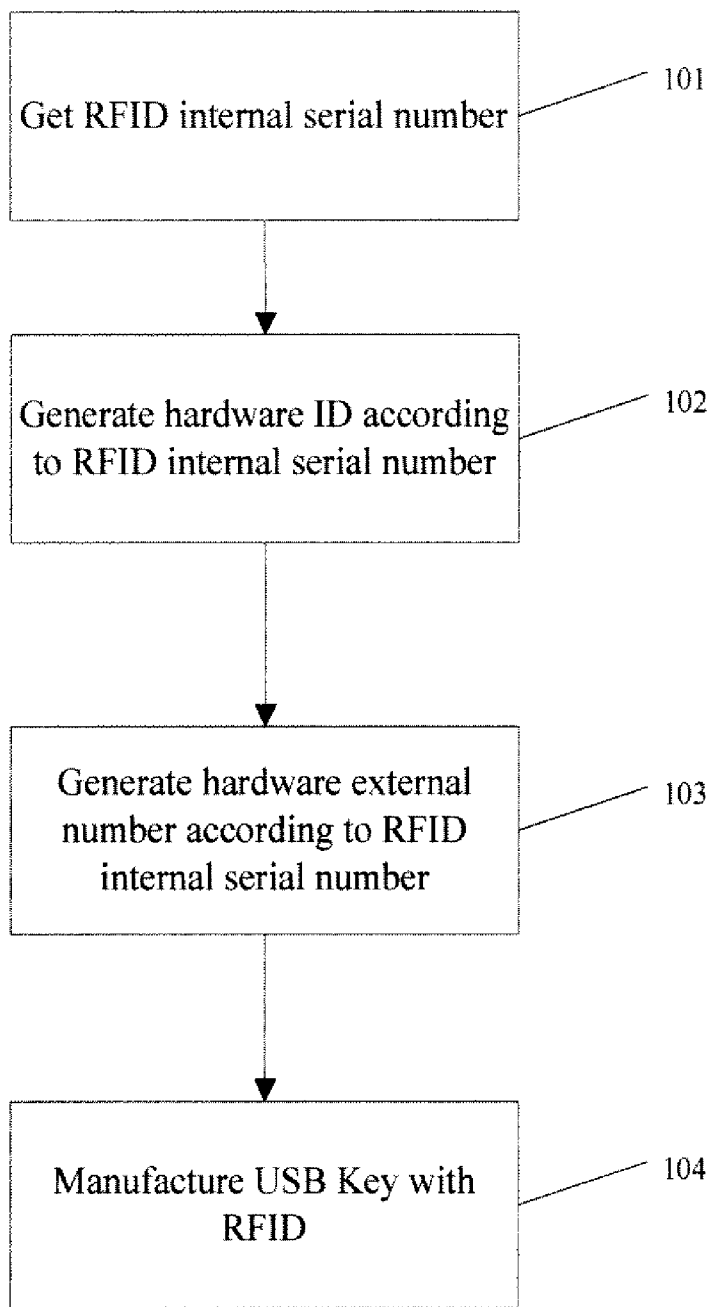 Get RFID internal serial number
101
Generate hardware ID according
to RFID internal serial number
102
Generate hardware external
number according to RFID
internal serial number
103
Manufacture USB Key with
RFID
104